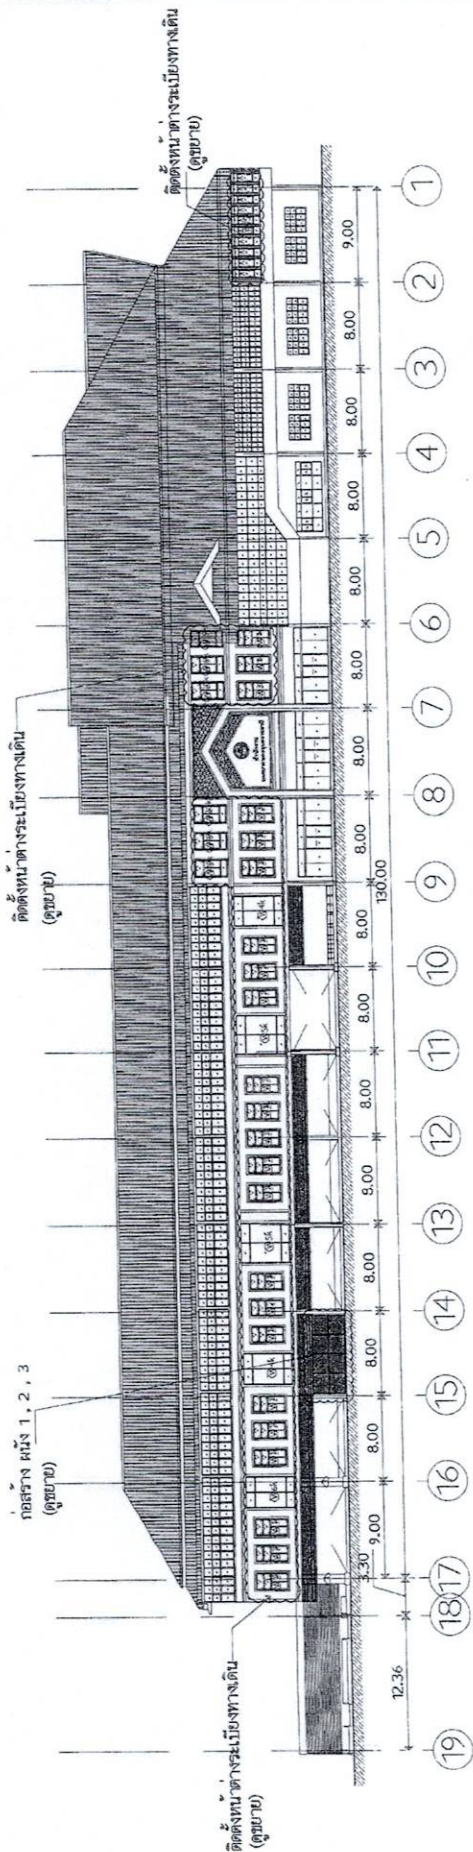 ก่อสร้าง ผนัง 1 , 2 , 3
(ดูขยาย)
ติดตั้งหน้าต่างระเบียงทางเดิน
(ดูขยาย)
ติดตั้งหน้าต่างระเบียงทางเดิน
(ดูขยาย)
ติดตั้งหน้าต่างระเบียงทางเดิน
(ดูขยาย)
12.36 3.30 9.00 8.00 8.00 8.00 8.00 8.00 8.00 8.00 8.00 8.00 8.00 8.00 8.00 8.00 8.00 9.00
130.00
19 18 17 16 15 14 13 12 11 10 9 8 7 6 5 4 3 2 1